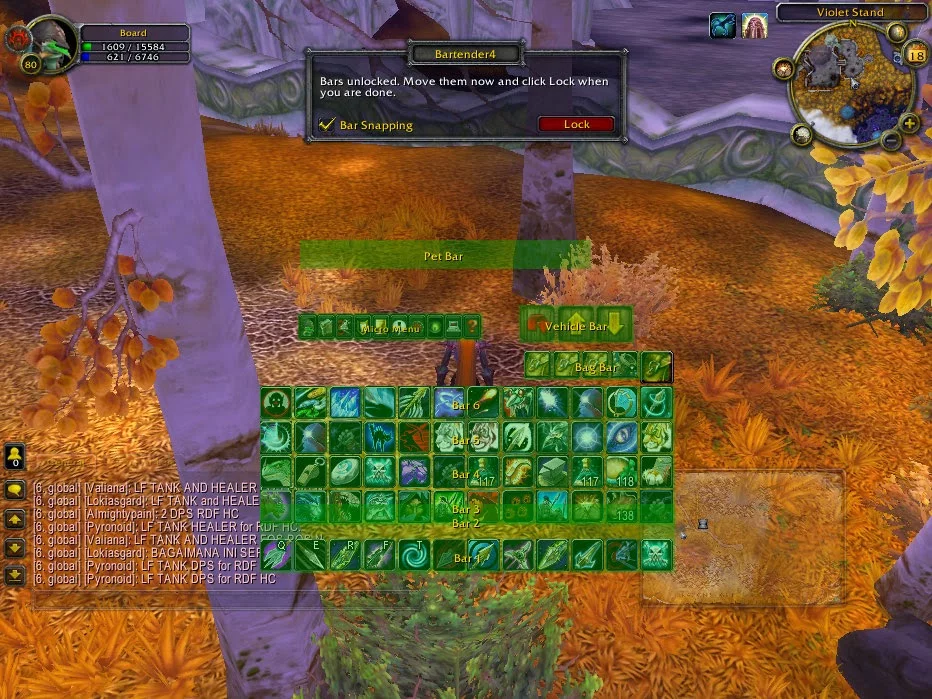 Board
1609 / 15584
621 / 6746
80
Violet Stand
N
18
Bartender4
Bars unlocked. Move them now and click Lock when
you are done.
Bar Snapping
Lock
Pet Bar
Micro Menu
Vehicle Bar
Bag Bar
Bar 6
Bar 5
Bar 4
117
117
118
Bar 3
138
Bar 2
Q
E
R
F
T
Bar 1
0
[6. global] [Valiana]: LF TANK AND HEALER
[6. global] [Lokiasgard]: LF TANK and HEALE
[6. global] [Almightypain]: 2 DPS RDF HC
[6. global] [Pyronoid]: LF TANK HEALER for RDF HC
[6. global] [Valiana]: LF TANK AND HEALER
[6. global] [Lokiasgard]: BAGAIMANA INI SER
[6. global] [Pyronoid]: LF TANK DPS for RDF
[6. global] [Pyronoid]: LF TANK DPS for RDF HC